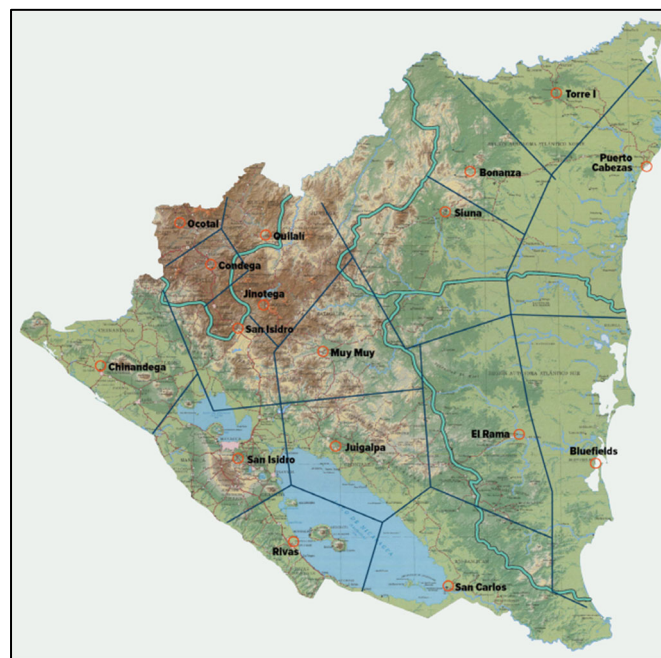 Torre I
Puerto
Cabezas
Bonanza
Siuna
Ocotal
Quilalí
Condega
Jinotega
San Isidro
Muy Muy
Chinandega
El Rama
Juigalpa
Bluefields
San Isidro
Rivas
San Carlos